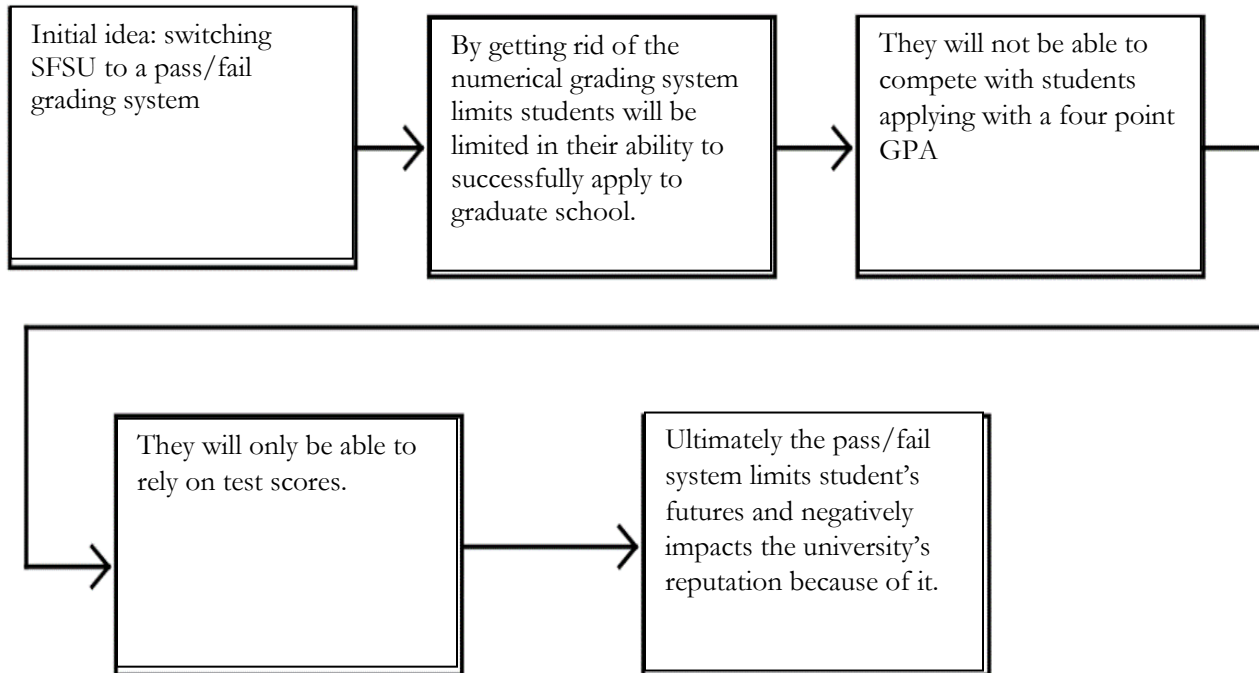 Initial idea: switching
SFSU to a pass/fail
grading system
By getting rid of the
numerical grading system
limits students will be
limited in their ability to
successfully apply to
graduate school.
They will not be able to
compete with students
applying with a four point
GPA
They will only be able to
rely on test scores.
Ultimately the pass/fail
system limits student’s
futures and negatively
impacts the university’s
reputation because of it.